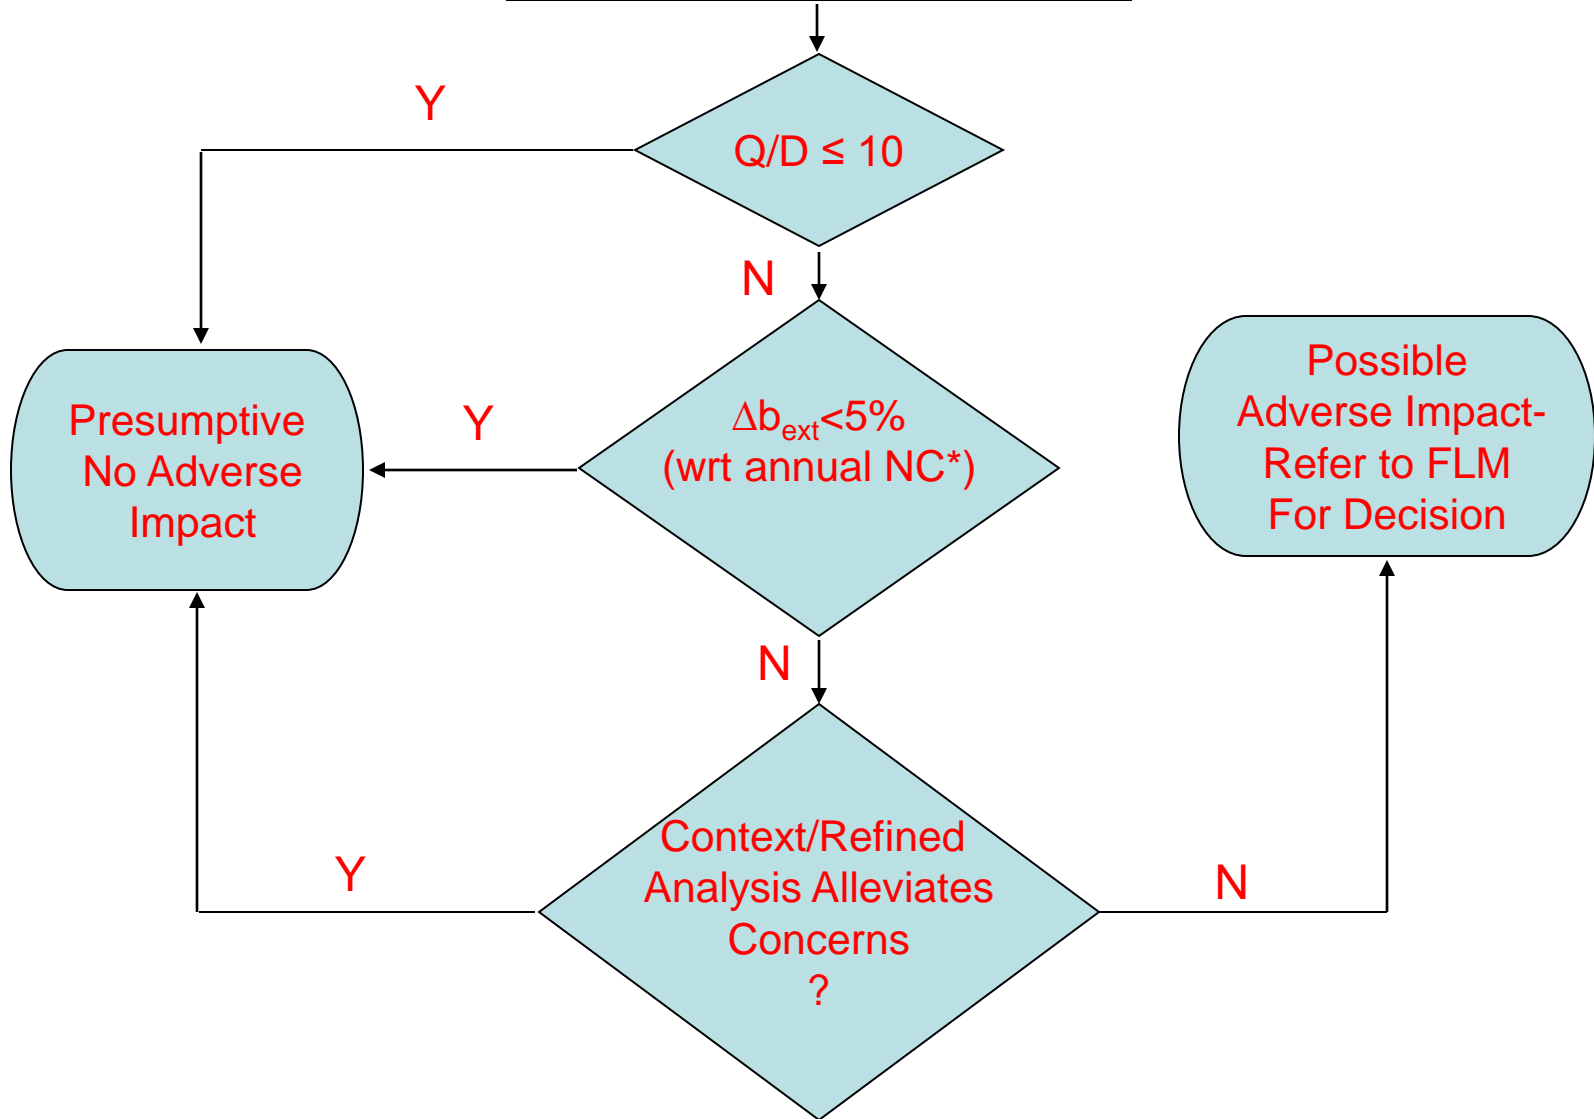 Y
Q/D ≤ 10
N
Presumptive
No Adverse
Impact
Y
∆bext<5%
(wrt annual NC*)
Possible
Adverse Impact-
Refer to FLM
For Decision
N
Y
Context/Refined
Analysis Alleviates
Concerns
?
N